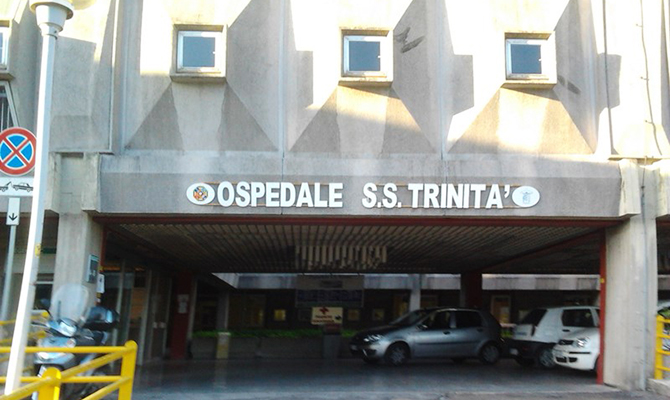 OSPEDALE S.S. TRINITA'